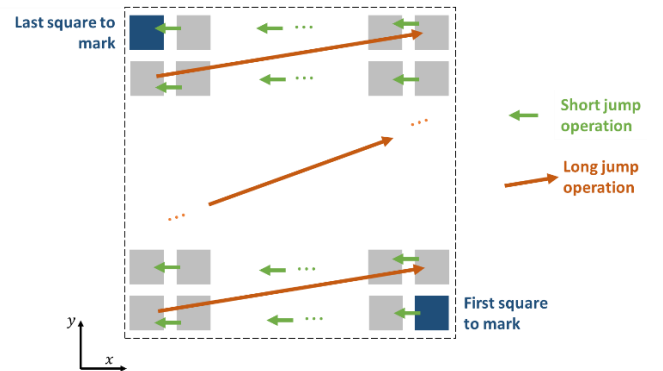 Last square to
mark
...
...
...
Short jump
operation
Long jump
operation
...
...
...
First square
to mark
y
x